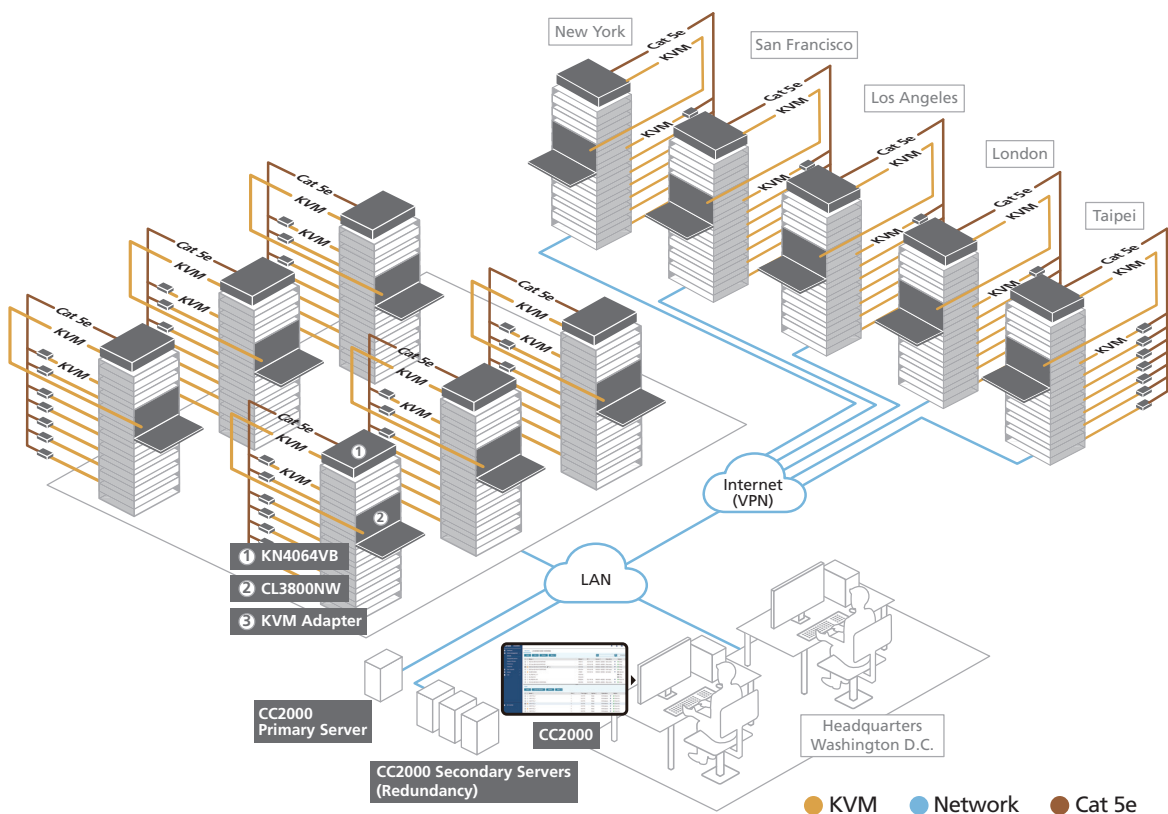 New York
Cat 5e
KVM
KVM
San Francisco
Cat 5e
KVM
KVM
Los Angeles
Cat 5e
KVM
KVM
London
Cat 5e
KVM
KVM
Taipei
Cat 5e
KVM
KVM
Cat 5e
KVM
KVM
Cat 5e
KVM
KVM
Cat 5e
KVM
KVM
Cat 5e
KVM
KVM
Cat 5e
KVM
KVM
Cat 5e
KVM
KVM
1
2
1 KN4064VB
2 CL3800NW
3 KVM Adapter
Internet
(VPN)
LAN
CC2000
Primary Server
CC2000 Secondary Servers
(Redundancy)
CC2000
Headquarters
Washington D.C.
KVM
Network
Cat 5e